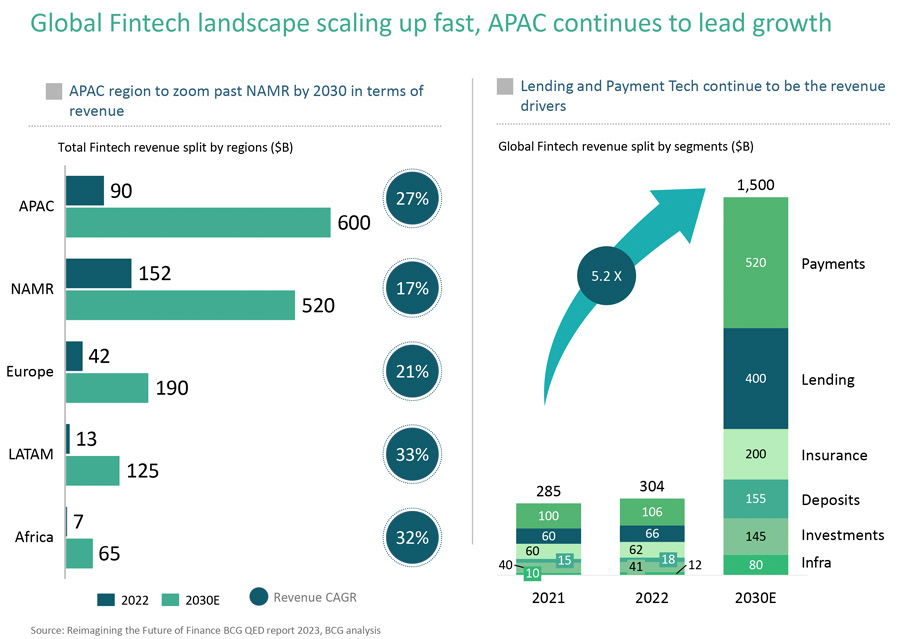 Global Fintech landscape scaling up fast, APAC continues to lead growth
APAC region to zoom past NAMR by 2030 in terms of
revenue
Total Fintech revenue split by regions ($B)
APAC
90
600
27%
NAMR
152
520
17%
Europe
42
190
21%
LATAM
13
125
33%
Africa
7
65
32%
2022
2030E
Revenue CAGR
Lending and Payment Tech continue to be the revenue
drivers
Global Fintech revenue split by segments ($B)
5.2 X
285
100
60
60
15
40
10
2021
304
106
66
62
18
41
12
2022
1,500
520
Payments
400
Lending
200
Insurance
155
Deposits
145
Investments
80
Infra
2030E
Source: Reimagining the Future of Finance BCG QED report 2023, BCG analysis